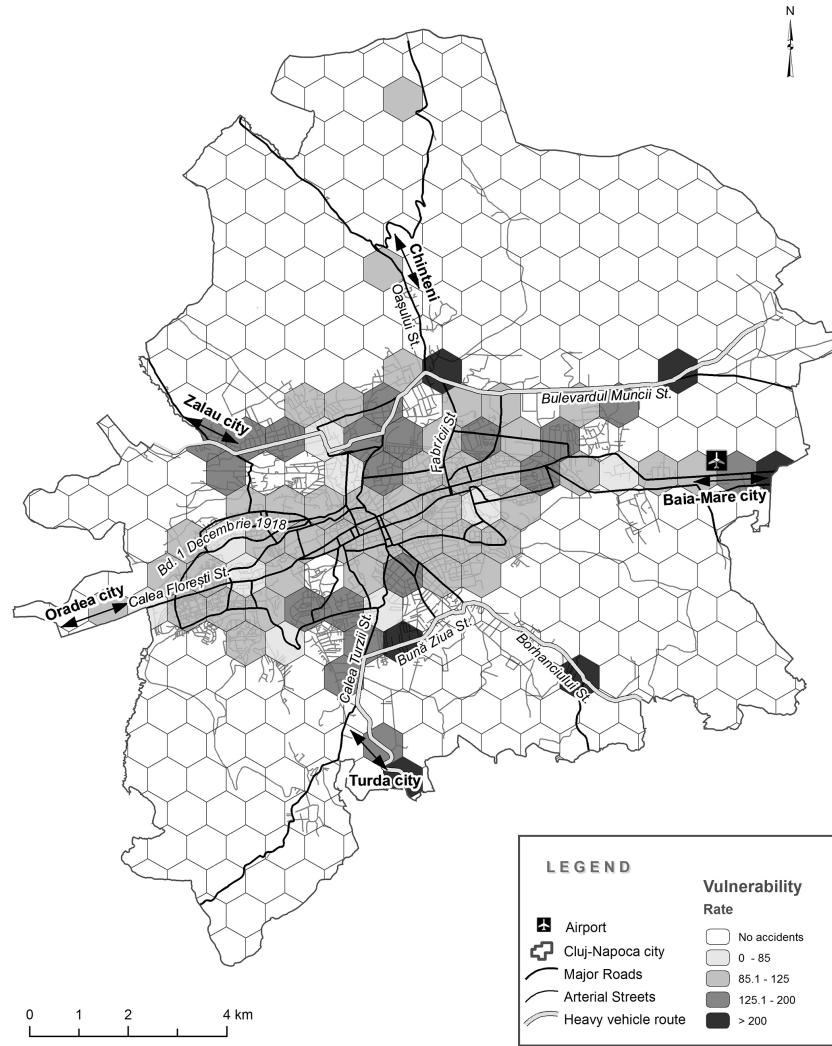 N
Chinteni
Oașului St.
Zalau city
Bulevardul Muncii St.
Fabricii St.
Baia-Mare city
Bd. 1 Decembrie 1918
Oradea city
Calea Florești St.
Calea Turzii St.
Bună Ziua St.
Borhanciului St.
Turda city
LEGEND
Vulnerability
Rate
Airport
Cluj-Napoca city
Major Roads
Arterial Streets
Heavy vehicle route
No accidents
0 - 85
85.1 - 125
125.1 - 200
> 200
0 1 2 4 km